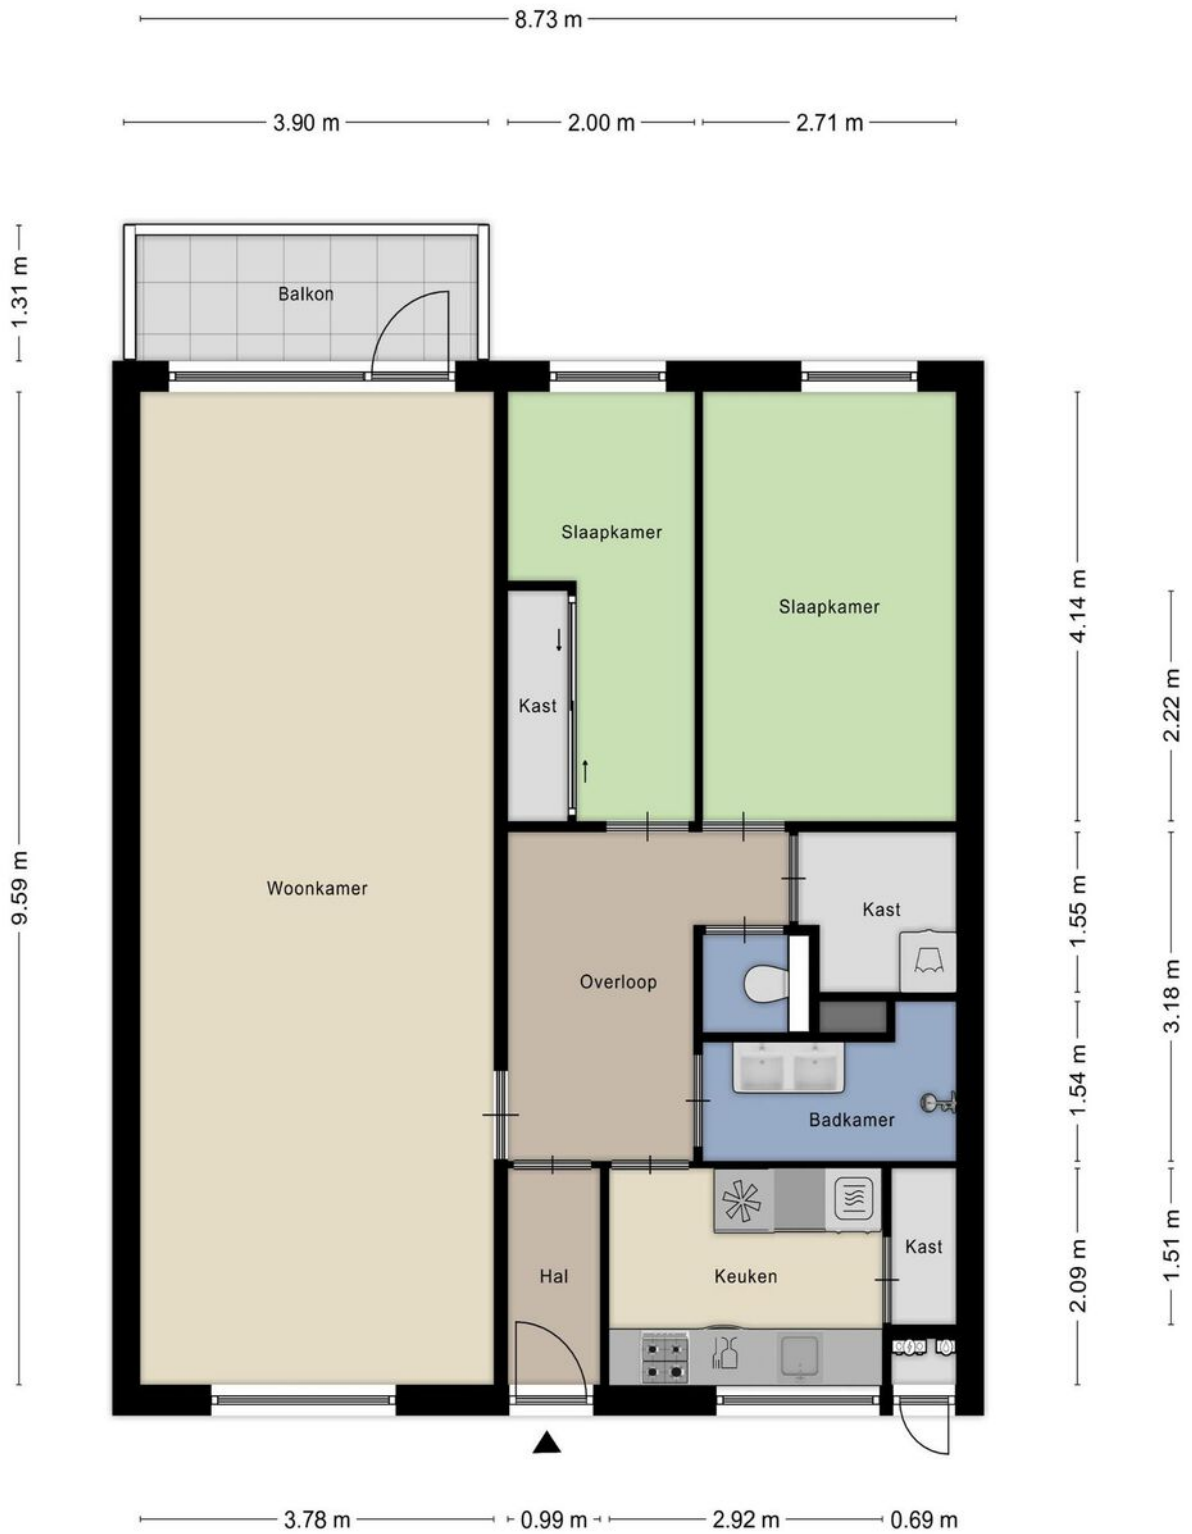 8.73 m
3.90 m
2.00 m
2.71 m
1.31 m
Balkon
Slaapkamer
4.14 m
Slaapkamer
2.22 m
Kast
9.59 m
Woonkamer
1.55 m
Kast
Overloop
3.18 m
1.54 m
Badkamer
Kast
1.51 m
2.09 m
Hal
Keuken
3.78 m
0.99 m
2.92 m
0.69 m